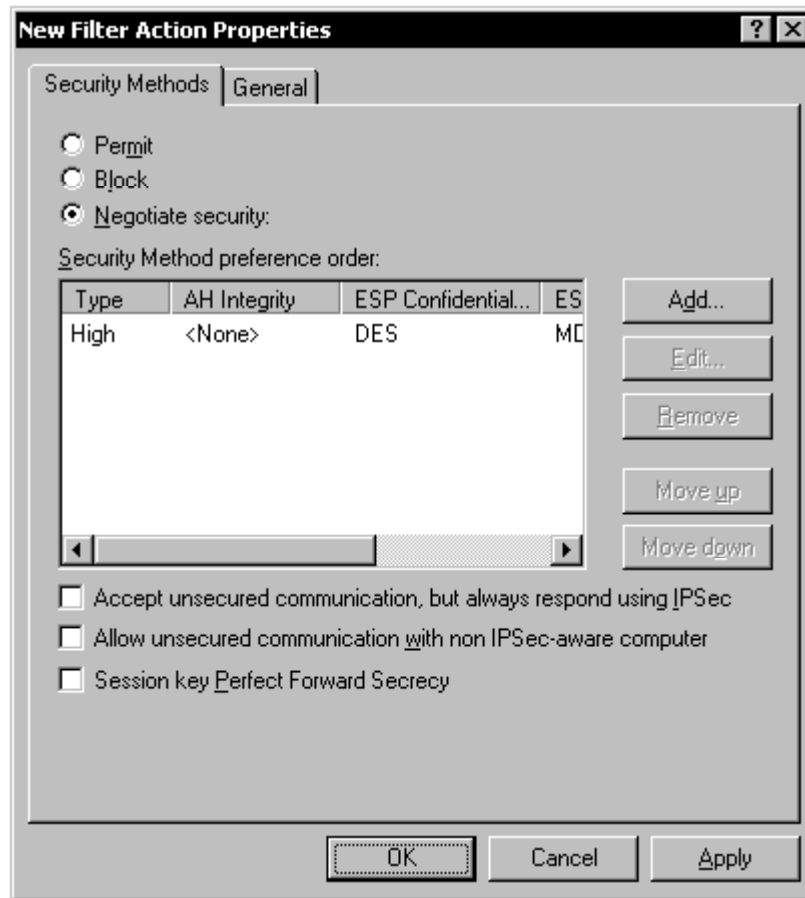 New Filter Action Properties
Security Methods General
Permit
Block
Negotiate security:
Security Method preference order:
Type AH Integrity ESP Confidential... ES
High <None> DES MD
Add...
Edit...
Remove
Move up
Move down
Accept unsecured communication, but always respond using IPSec
Allow unsecured communication with non IPSec-aware computer
Session key Perfect Forward Secrecy
OK Cancel Apply